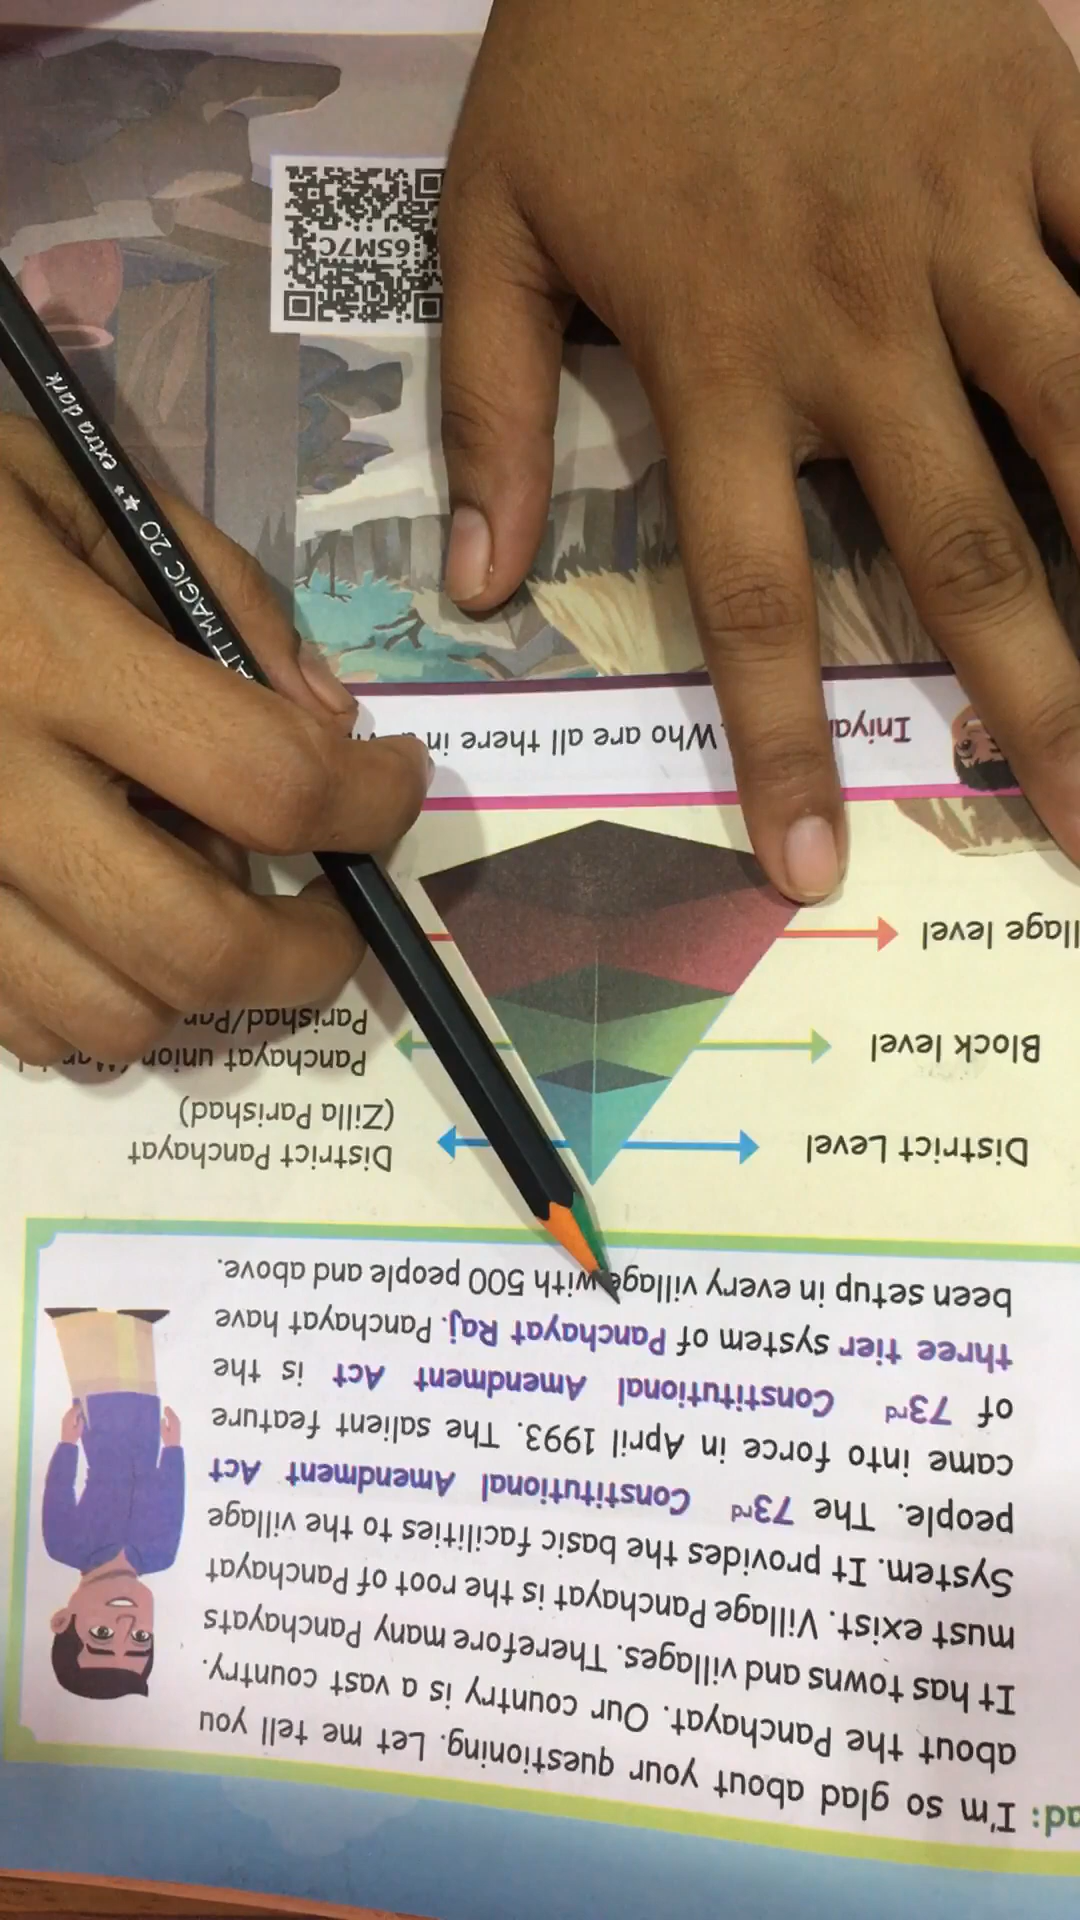 ad: I'm so glad about your questioning. Let me tell you
about the Panchayat. Our country is a vast country.
It has towns and villages. Therefore many Panchayats
must exist. Village Panchayat is the root of Panchayat
System. It provides the basic facilities to the village
people. The 73rd Constitutional Amendment Act
came into force in April 1993. The salient feature
of 73rd Constitutional Amendment Act is the
three tier system of Panchayat Raj. Panchayat have
been setup in every village with 500 people and above.
District Level
District Panchayat
(Zilla Parishad)
Block level
Panchayat union
Parishad/
llage level
Iniya
Who are all there in
6SM7C
MAGIC 2.0 ★★ extra dark